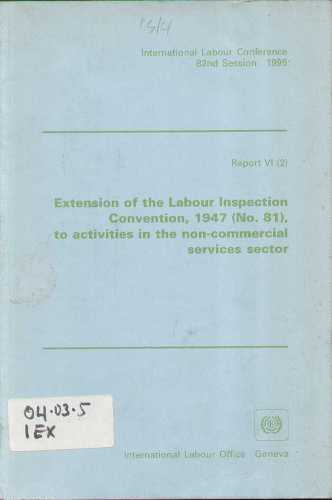 International Labour Conference
82nd Session 1995
Report VI (2)
Extension of the Labour Inspection
Convention, 1947 (No. 81),
to activities in the non-commercial
services sector
04.03.5
IEX
International Labour Office Geneva